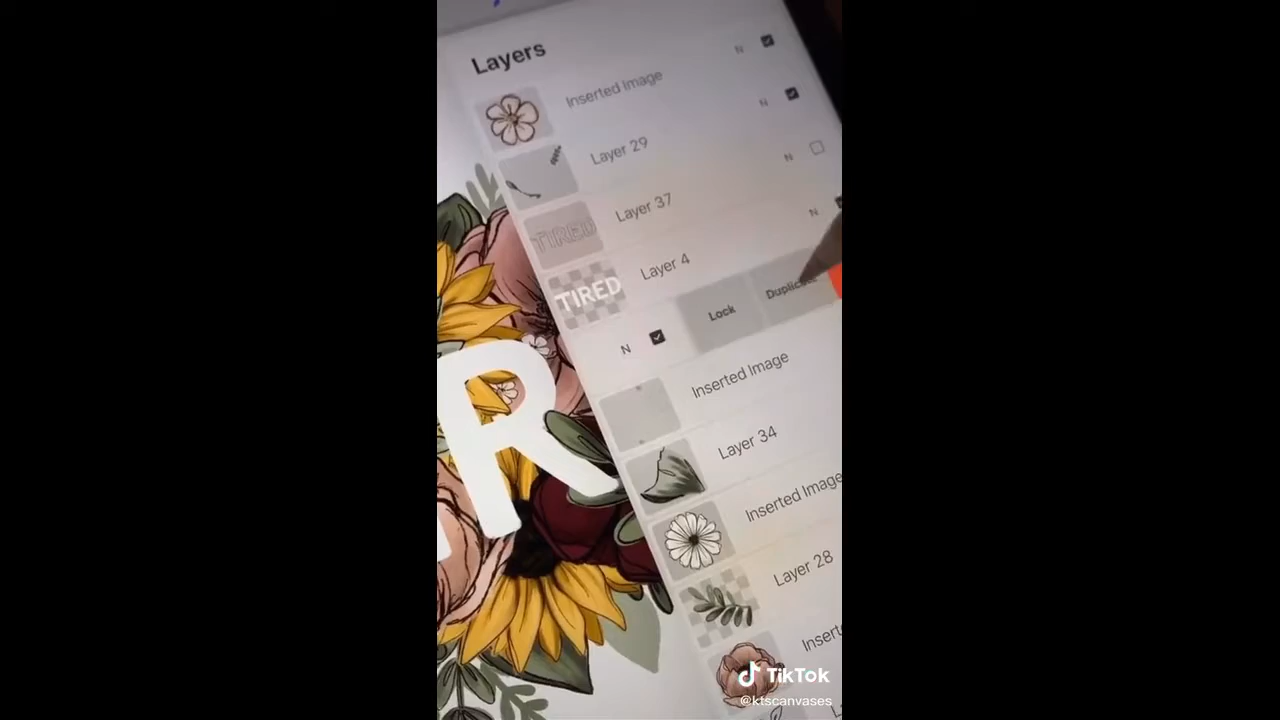 Layers
Inserted Image
N
Layer 29
N
Layer 37
N
TIRED
Layer 4
N
TIRED
Lock
N
Inserted Image
Layer 34
Inserted Image
Layer 28
R
TikTok
@ktscanvases